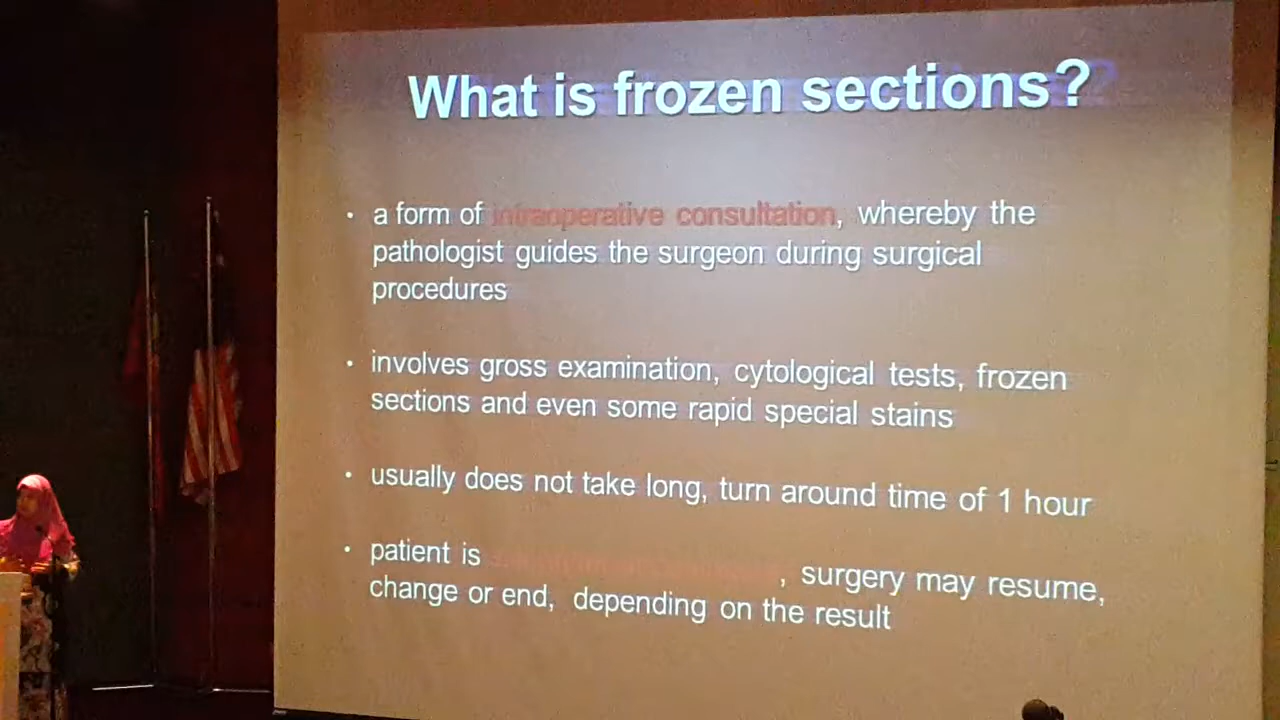 What is frozen sections?
• a form of intraoperative consultation, whereby the
pathologist guides the surgeon during surgical
procedures
• involves gross examination, cytological tests, frozen
sections and even some rapid special stains
• usually does not take long, turn around time of 1 hour
• patient is , surgery may resume,
change or end, depending on the result